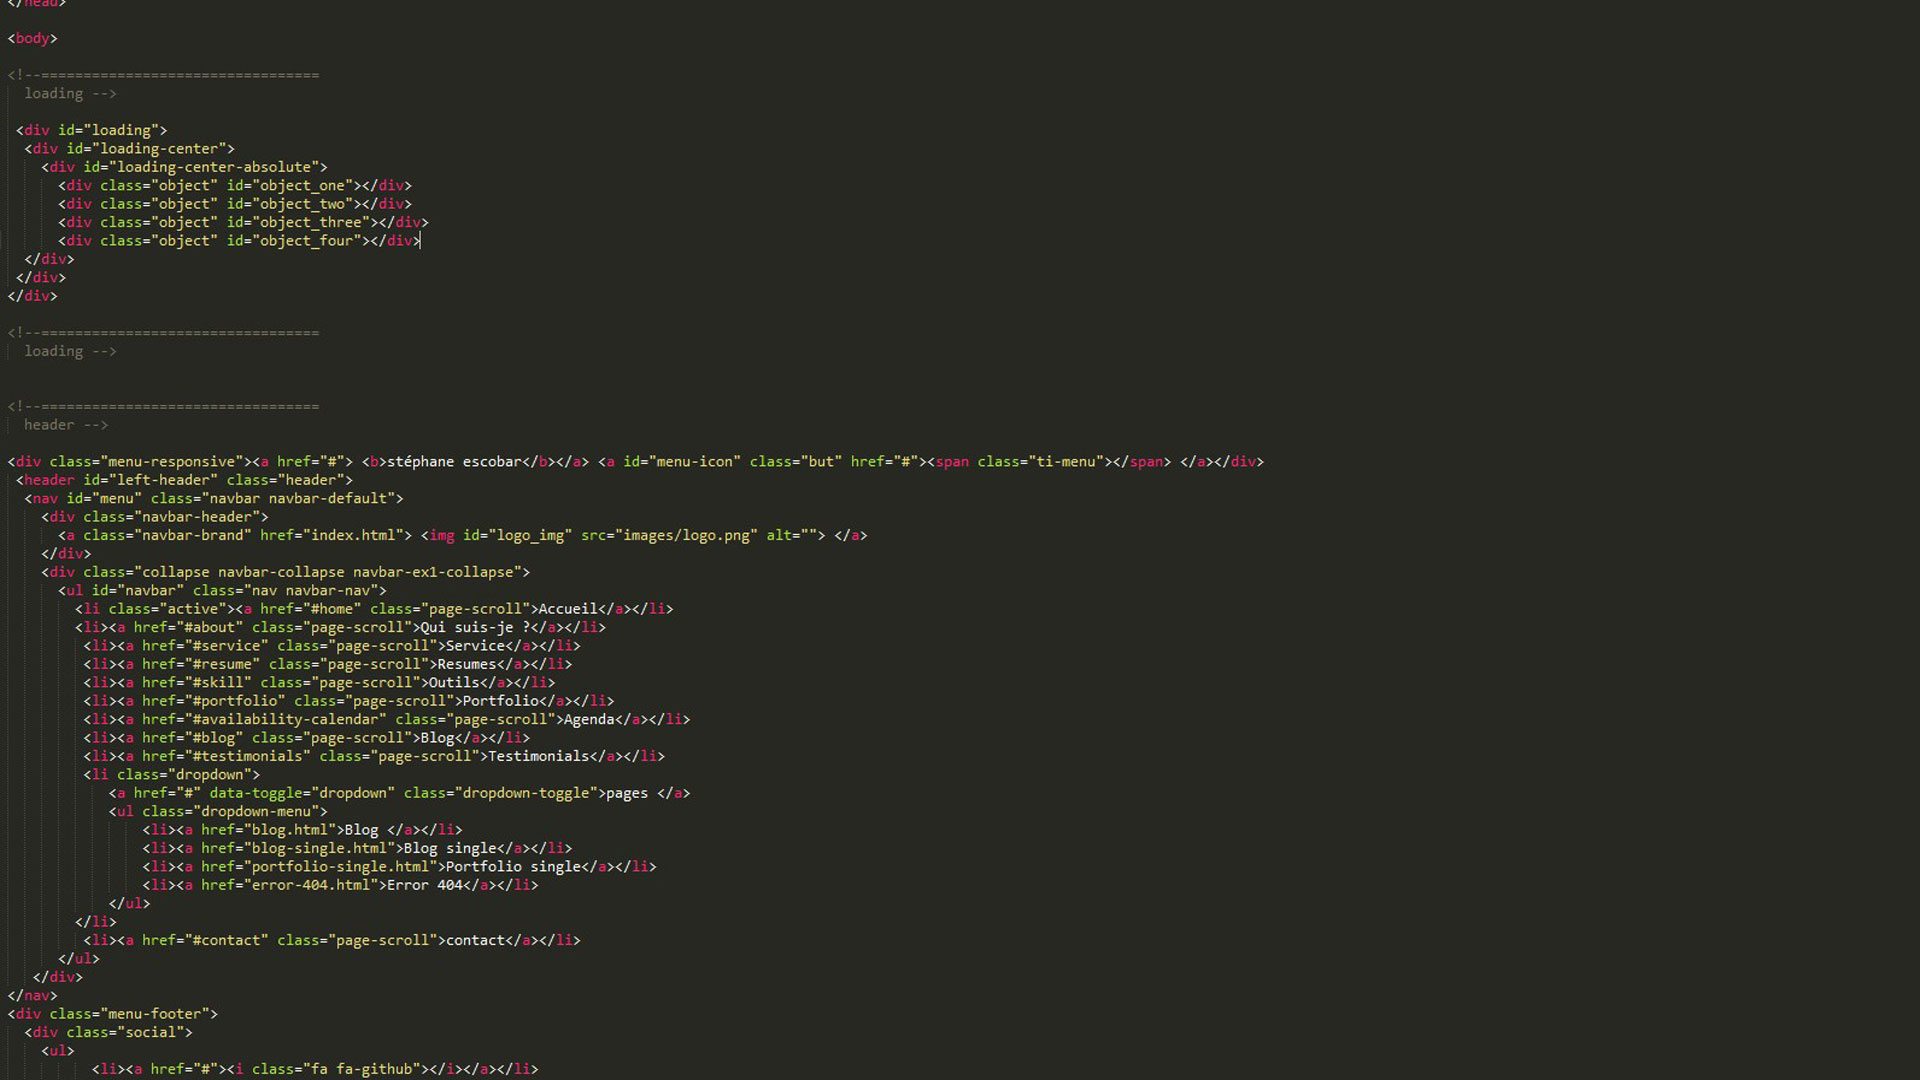 </head>
<body>
<!--=================================
loading -->
<div id="loading">
<div id="loading-center">
<div id="loading-center-absolute">
<div class="object" id="object_one"></div>
<div class="object" id="object_two"></div>
<div class="object" id="object_three"></div>
<div class="object" id="object_four"></div>
</div>
</div>
</div>
<!--=================================
loading -->
<!--=================================
header -->
<div class="menu-responsive"><a href="#"> <b>stéphane escobar</b></a> <a id="menu-icon" class="but" href="#"><span class="ti-menu"></span> </a></div>
<header id="left-header" class="header">
<nav id="menu" class="navbar navbar-default">
<div class="navbar-header">
<a class="navbar-brand" href="index.html"> <img id="logo_img" src="images/logo.png" alt=""> </a>
</div>
<div class="collapse navbar-collapse navbar-ex1-collapse">
<ul id="navbar" class="nav navbar-nav">
<li class="active"><a href="#home" class="page-scroll">Accueil</a></li>
<li><a href="#about" class="page-scroll">Qui suis-je ?</a></li>
<li><a href="#service" class="page-scroll">Service</a></li>
<li><a href="#resume" class="page-scroll">Resumes</a></li>
<li><a href="#skill" class="page-scroll">Outils</a></li>
<li><a href="#portfolio" class="page-scroll">Portfolio</a></li>
<li><a href="#availability-calendar" class="page-scroll">Agenda</a></li>
<li><a href="#blog" class="page-scroll">Blog</a></li>
<li><a href="#testimonials" class="page-scroll">Testimonials</a></li>
<li class="dropdown">
<a href="#" data-toggle="dropdown" class="dropdown-toggle">pages </a>
<ul class="dropdown-menu">
<li><a href="blog.html">Blog </a></li>
<li><a href="blog-single.html">Blog single</a></li>
<li><a href="portfolio-single.html">Portfolio single</a></li>
<li><a href="error-404.html">Error 404</a></li>
</ul>
</li>
<li><a href="#contact" class="page-scroll">contact</a></li>
</ul>
</div>
</nav>
<div class="menu-footer">
<div class="social">
<ul>
<li><a href="#"><i class="fa fa-github"></i></a></li>